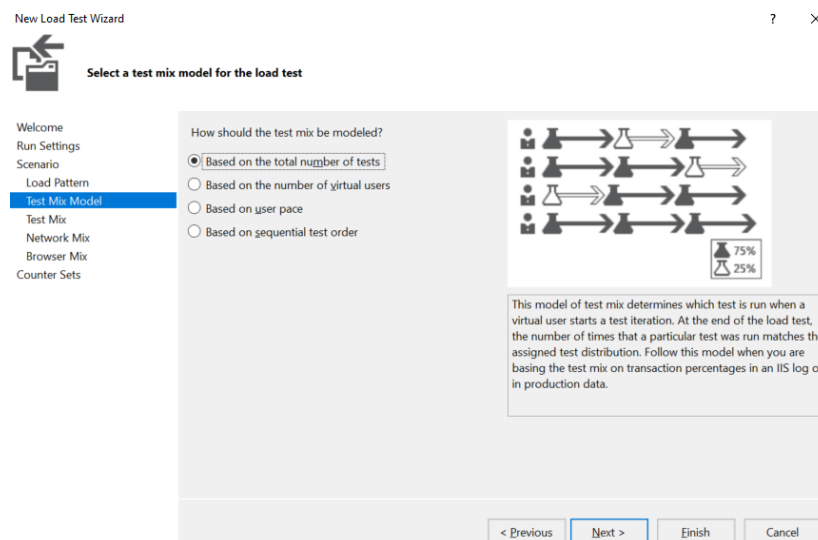 New Load Test Wizard
?
Select a test mix model for the load test
Welcome
Run Settings
Scenario
Load Pattern
Test Mix Model
Test Mix
Network Mix
Browser Mix
Counter Sets
How should the test mix be modeled?
Based on the total number of tests
Based on the number of virtual users
Based on user pace
Based on sequential test order
75%
25%
This model of test mix determines which test is run when a
virtual user starts a test iteration. At the end of the load test,
the number of times that a particular test was run matches
assigned test distribution. Follow this model when you are
basing the test mix on transaction percentages in an IIS log
in production data.
< Previous
Next >
Finish
Cancel